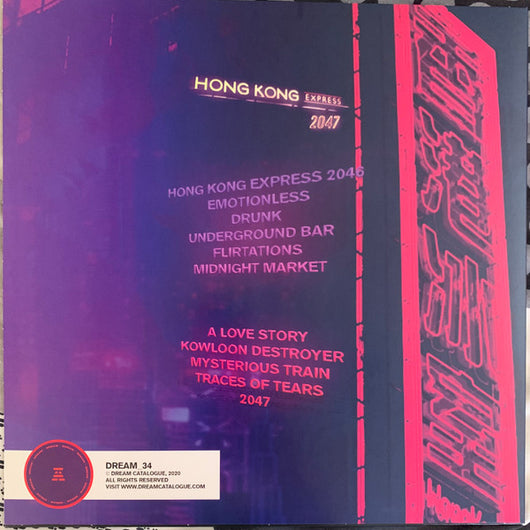 HONG KONG EXPRESS
2047
HONG KONG EXPRESS 2046
EMOTIONLESS
DRUNK
UNDERGROUND BAR
FLIRTATIONS
MIDNIGHT MARKET
A LOVE STORY
KOWLOON DESTROYER
MYSTERIOUS TRAIN
TRACES OF TEARS
2047
DREAM_34
© DREAM CATALOGUE, 2020
ALL RIGHTS RESERVED
VISIT WWW.DREAMCATALOGUE.COM